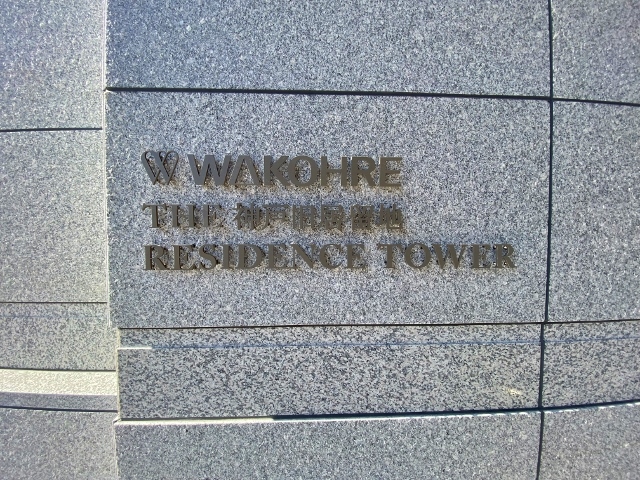 W WAKOHRE
THE 神戸旧居留地
RESIDENCE TOWER